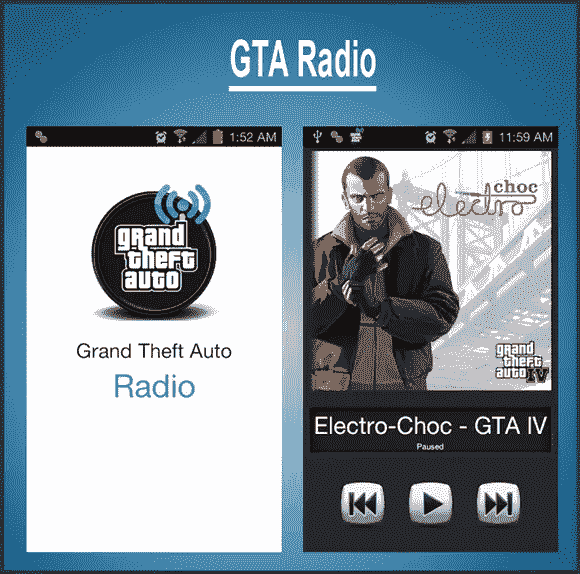 GTA Radio
1:52 AM
grand
theft
auto
Grand Theft Auto
Radio
11:59 AM
electro
choc
grand
theft
auto IV
Electro-Choc - GTA IV
Paused